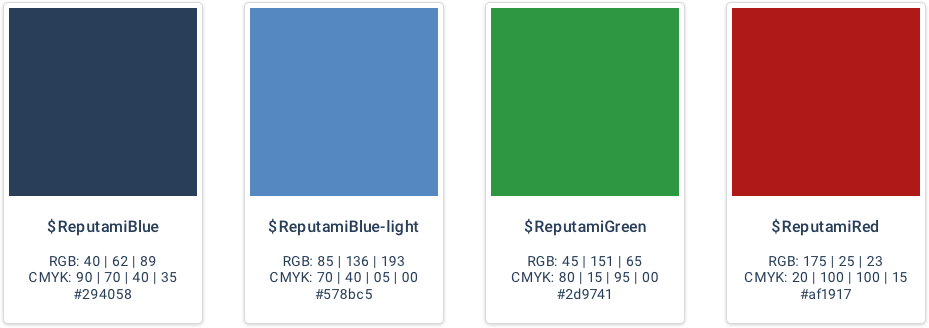 $ReputamiBlue
RGB: 40 | 62 | 89
CMYK: 90 | 70 | 40 | 35
#294058
$ReputamiBlue-light
RGB: 85 | 136 | 193
CMYK: 70 | 40 | 05 | 00
#578bc5
$ReputamiGreen
RGB: 45 | 151 | 65
CMYK: 80 | 15 | 95 | 00
#2d9741
$ReputamiRed
RGB: 175 | 25 | 23
CMYK: 20 | 100 | 100 | 15
#af1917